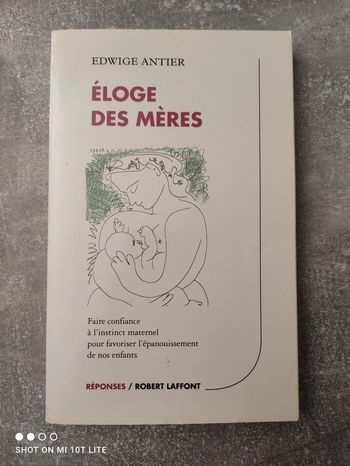 EDWIGE ANTIER
ÉLOGE
DES MÈRES
Faire confiance
à l'instinct maternel
pour favoriser l'épanouissement
de nos enfants
RÉPONSES / ROBERT LAFFONT
SHOT ON MI 10T LITE